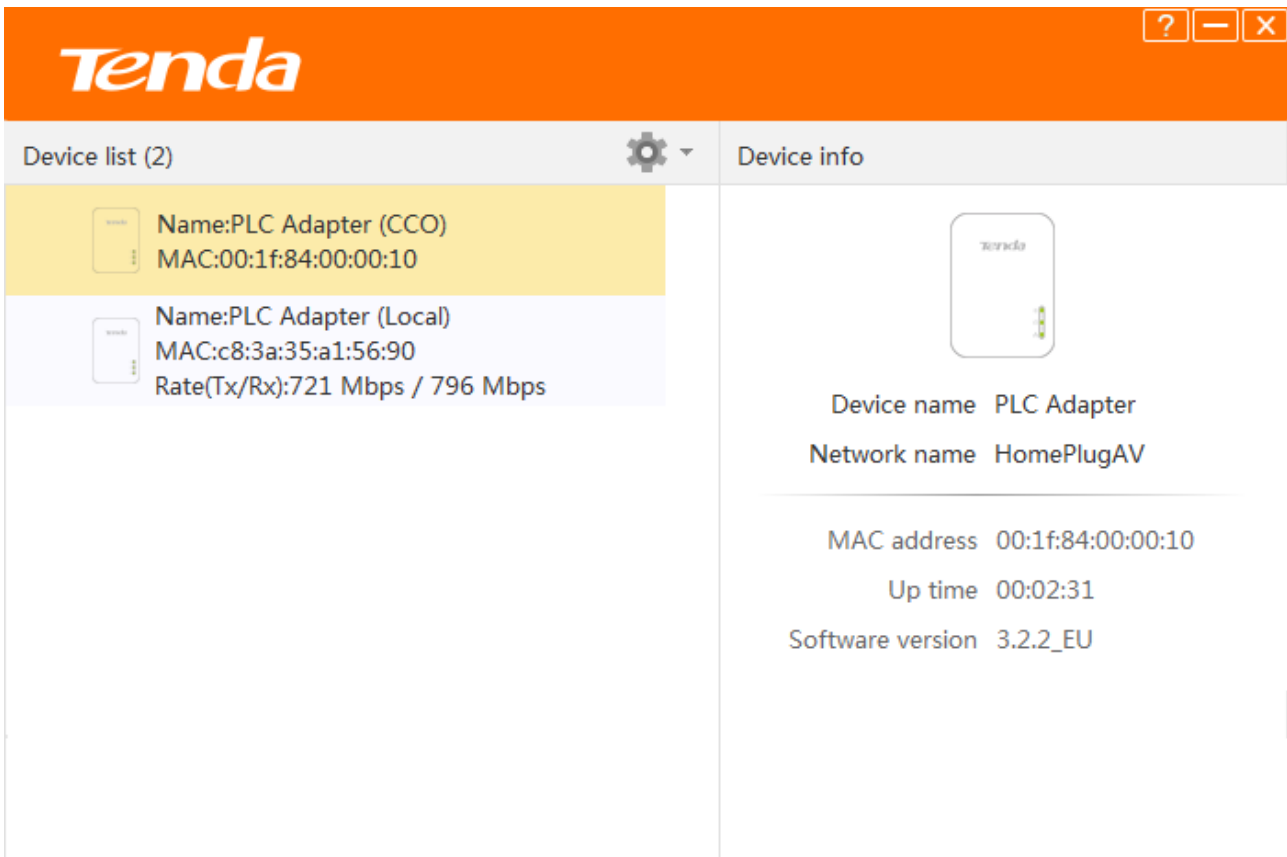 Tenda
?
Device list (2)
Device info
Name:PLC Adapter (CCO)
MAC:00:1f:84:00:00:10
Name:PLC Adapter (Local)
MAC:c8:3a:35:a1:56:90
Rate(Tx/Rx):721 Mbps / 796 Mbps
Tenda
Device name PLC Adapter
Network name HomePlugAV
MAC address 00:1f:84:00:00:10
Up time 00:02:31
Software version 3.2.2_EU